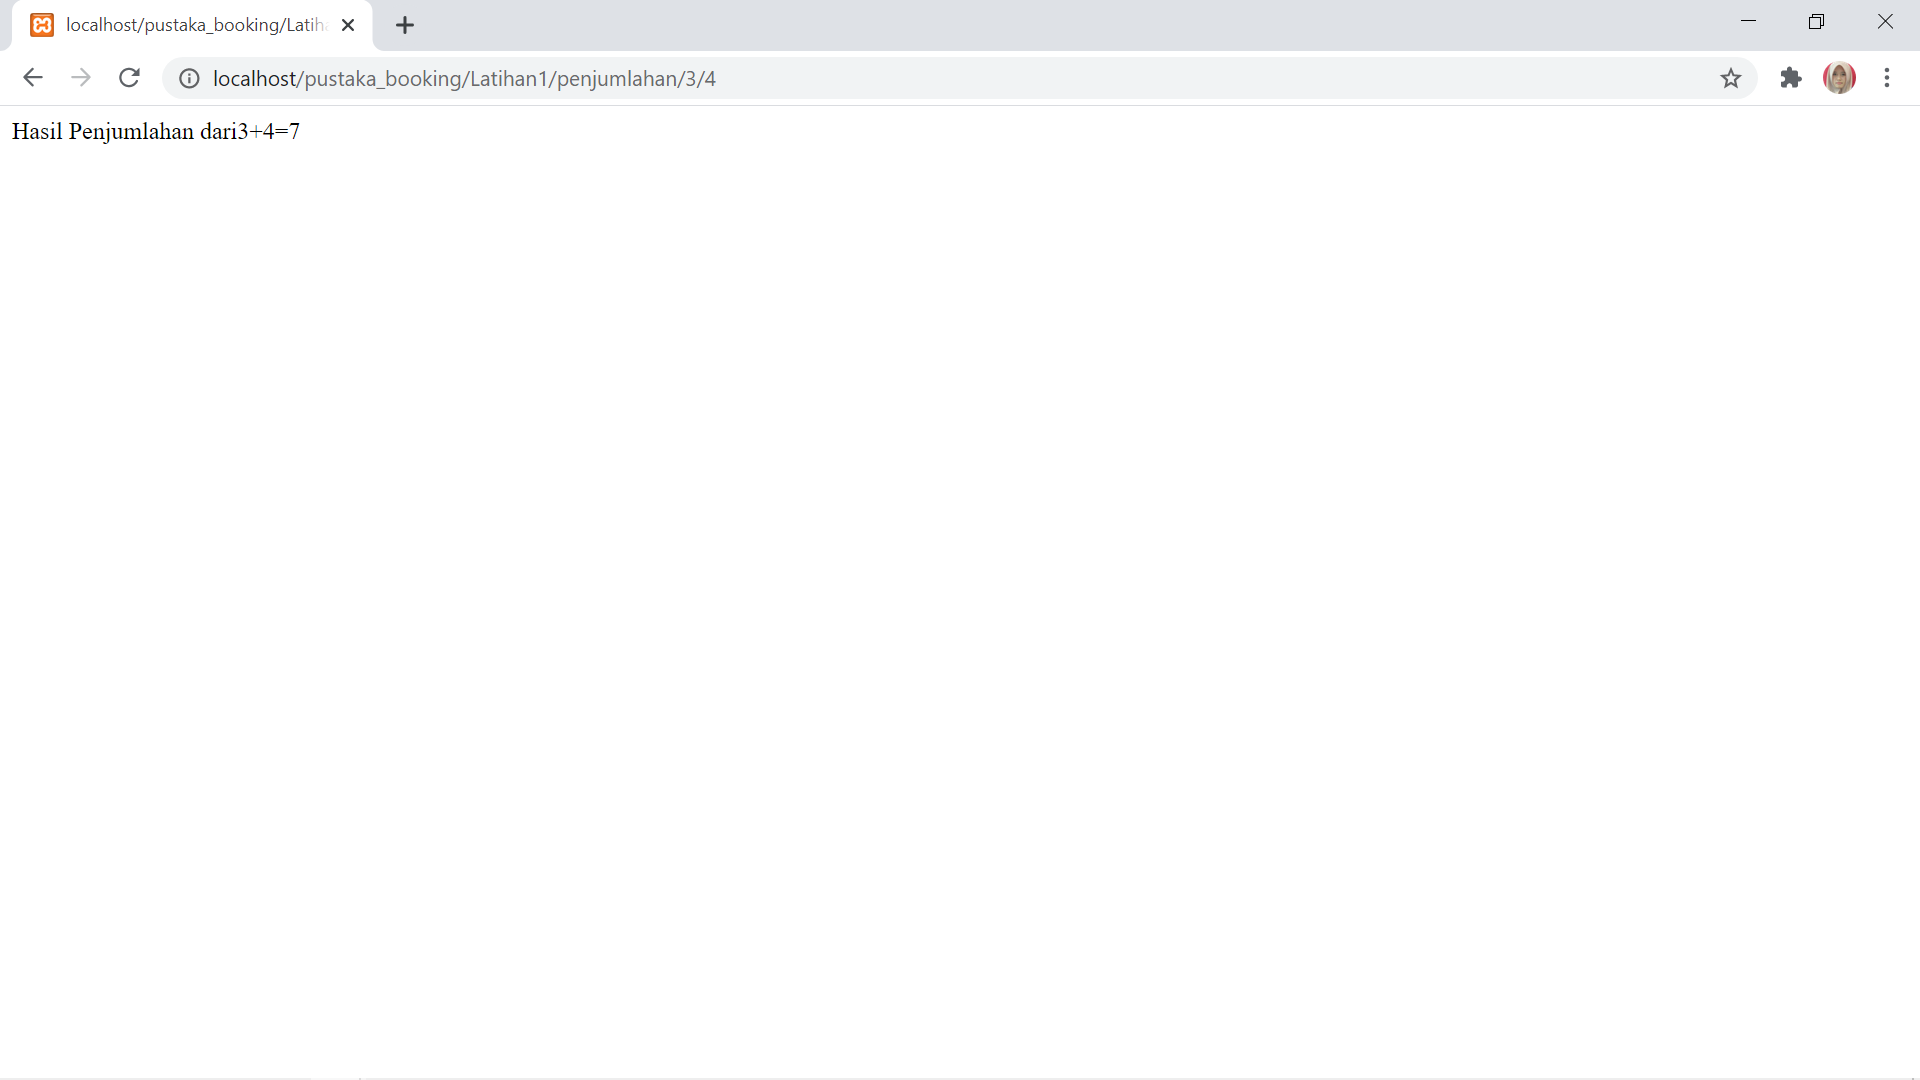 localhost/pustaka_booking/Latih
localhost/pustaka_booking/Latihan1/penjumlahan/3/4
Hasil Penjumlahan dari3+4=7